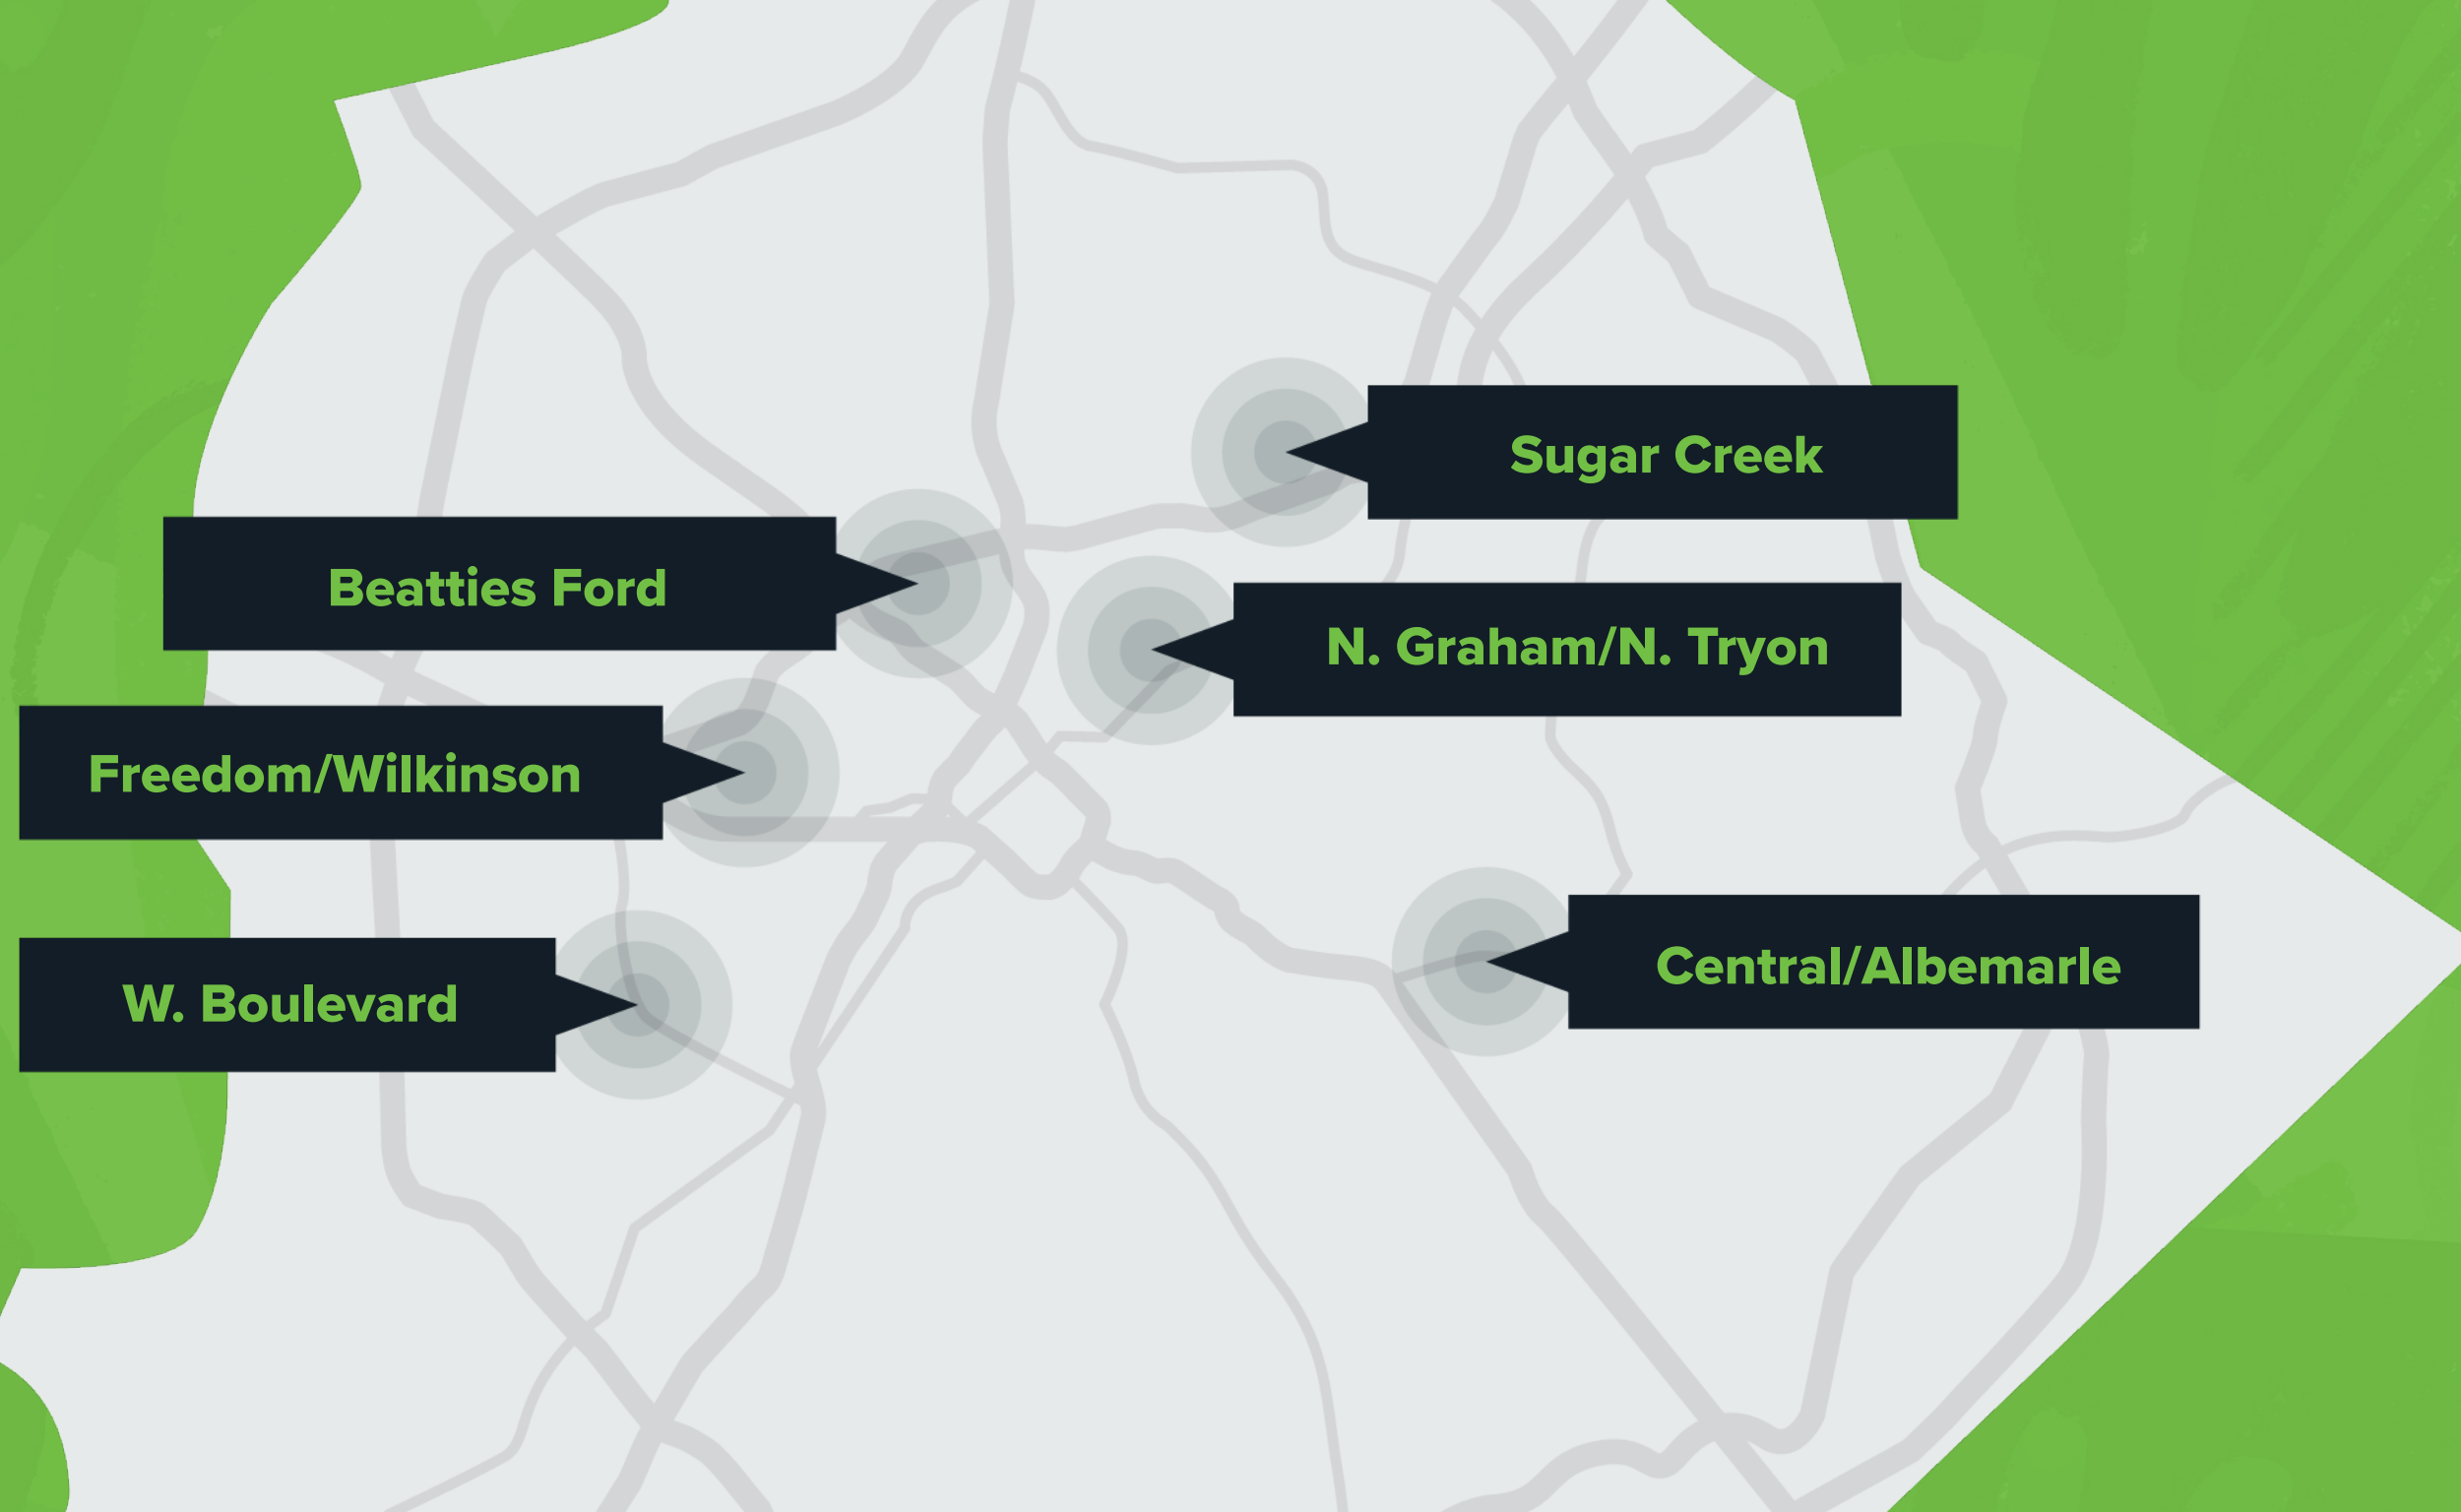 Sugar Creek
Beatties Ford
N. Graham/N. Tryon
Freedom/Wilkinson
Central/Albemarle
W. Boulevard